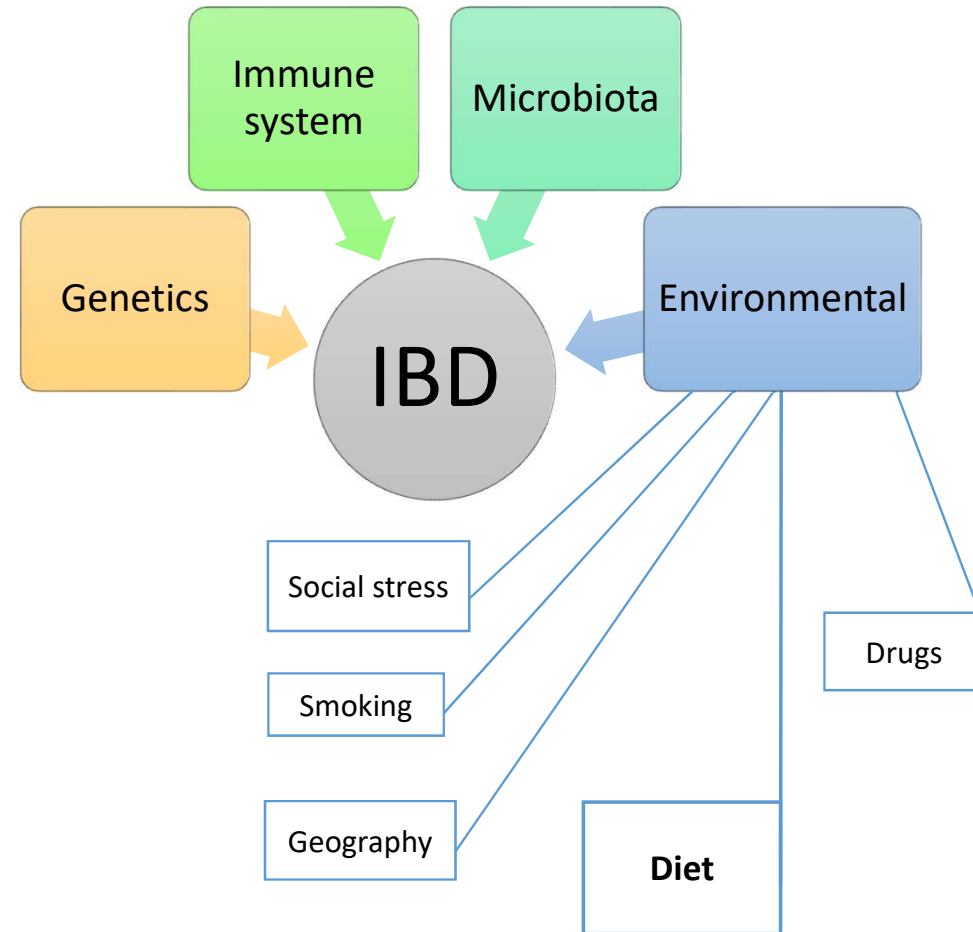 Immune
system
Microbiota
Genetics
Environmental
IBD
Social stress
Drugs
Smoking
Geography
Diet